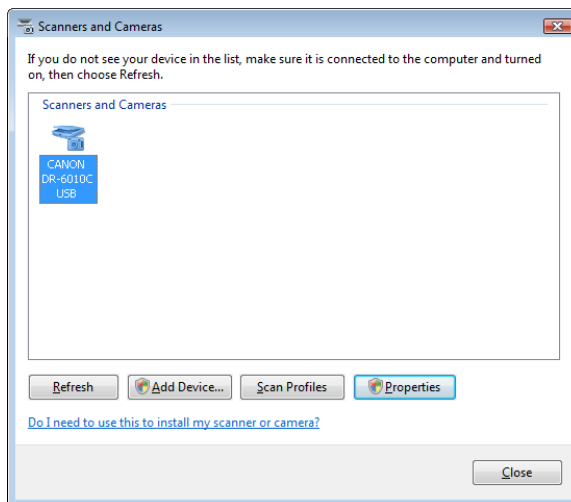 Scanners and Cameras
If you do not see your device in the list, make sure it is connected to the computer and turned
on, then choose Refresh.
Scanners and Cameras
CANON
DR-6010C
USB
Refresh
Add Device...
Scan Profiles
Properties
Do I need to use this to install my scanner or camera?
Close